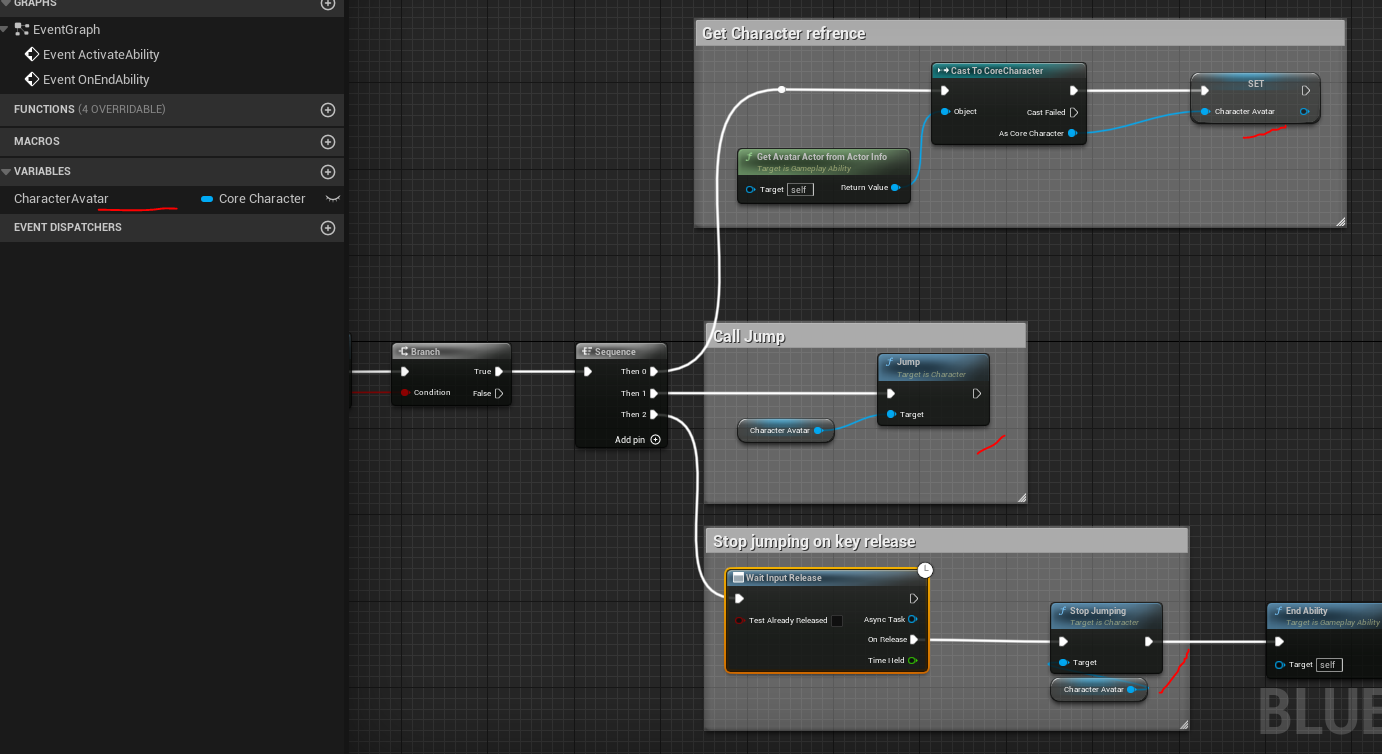 GRAPHS
EventGraph
Event ActivateAbility
Event OnEndAbility
FUNCTIONS (4 OVERRIDABLE)
MACROS
VARIABLES
CharacterAvatar Core Character
EVENT DISPATCHERS
Get Character refrence
Cast To CoreCharacter
Object
Cast Failed
As Core Character
SET
Character Avatar
Get Avatar Actor from Actor Info
Target is Gameplay Ability
Target self Return Value
Branch
True
Condition False
Sequence
Then 0
Then 1
Then 2
Add pin
Call Jump
Jump
Target is Character
Target
Character Avatar
Stop jumping on key release
Wait Input Release
Test Already Released Async Task
On Release
Time Held
Stop Jumping
Target is Character
Target
Character Avatar
End Ability
Target is Gameplay Ability
Target self
BLUE